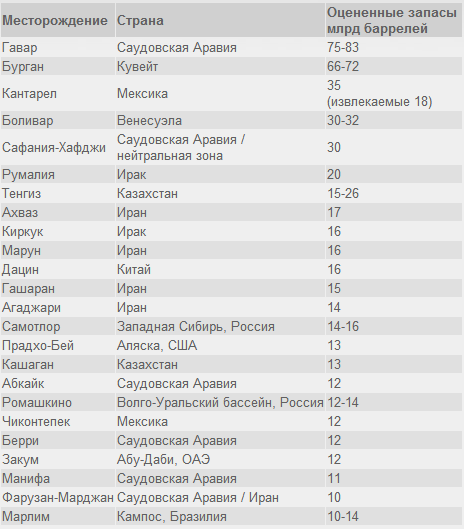 Месторождение Страна Оцененные запасы
млрд баррелей
Гавар Саудовская Аравия 75-83
Бурган Кувейт 66-72
Кантарел Мексика 35
(извлекаемые 18)
Боливар Венесуэла 30-32
Сафания-Хафджи Саудовская Аравия /
нейтральная зона 30
Румалия Ирак 20
Тенгиз Казахстан 15-26
Ахваз Иран 17
Киркук Ирак 16
Марун Иран 16
Дацин Китай 16
Гашаран Иран 15
Агаджари Иран 14
Самотлор Западная Сибирь, Россия 14-16
Прадхо-Бей Аляска, США 13
Кашаган Казахстан 13
Абкайк Саудовская Аравия 12
Ромашкино Волго-Уральский бассейн, Россия 12-14
Чиконтепек Мексика 12
Берри Саудовская Аравия 12
Закум Абу-Даби, ОАЭ 12
Манифа Саудовская Аравия 11
Фарузан-Марджан Саудовская Аравия / Иран 10
Марлим Кампос, Бразилия 10-14